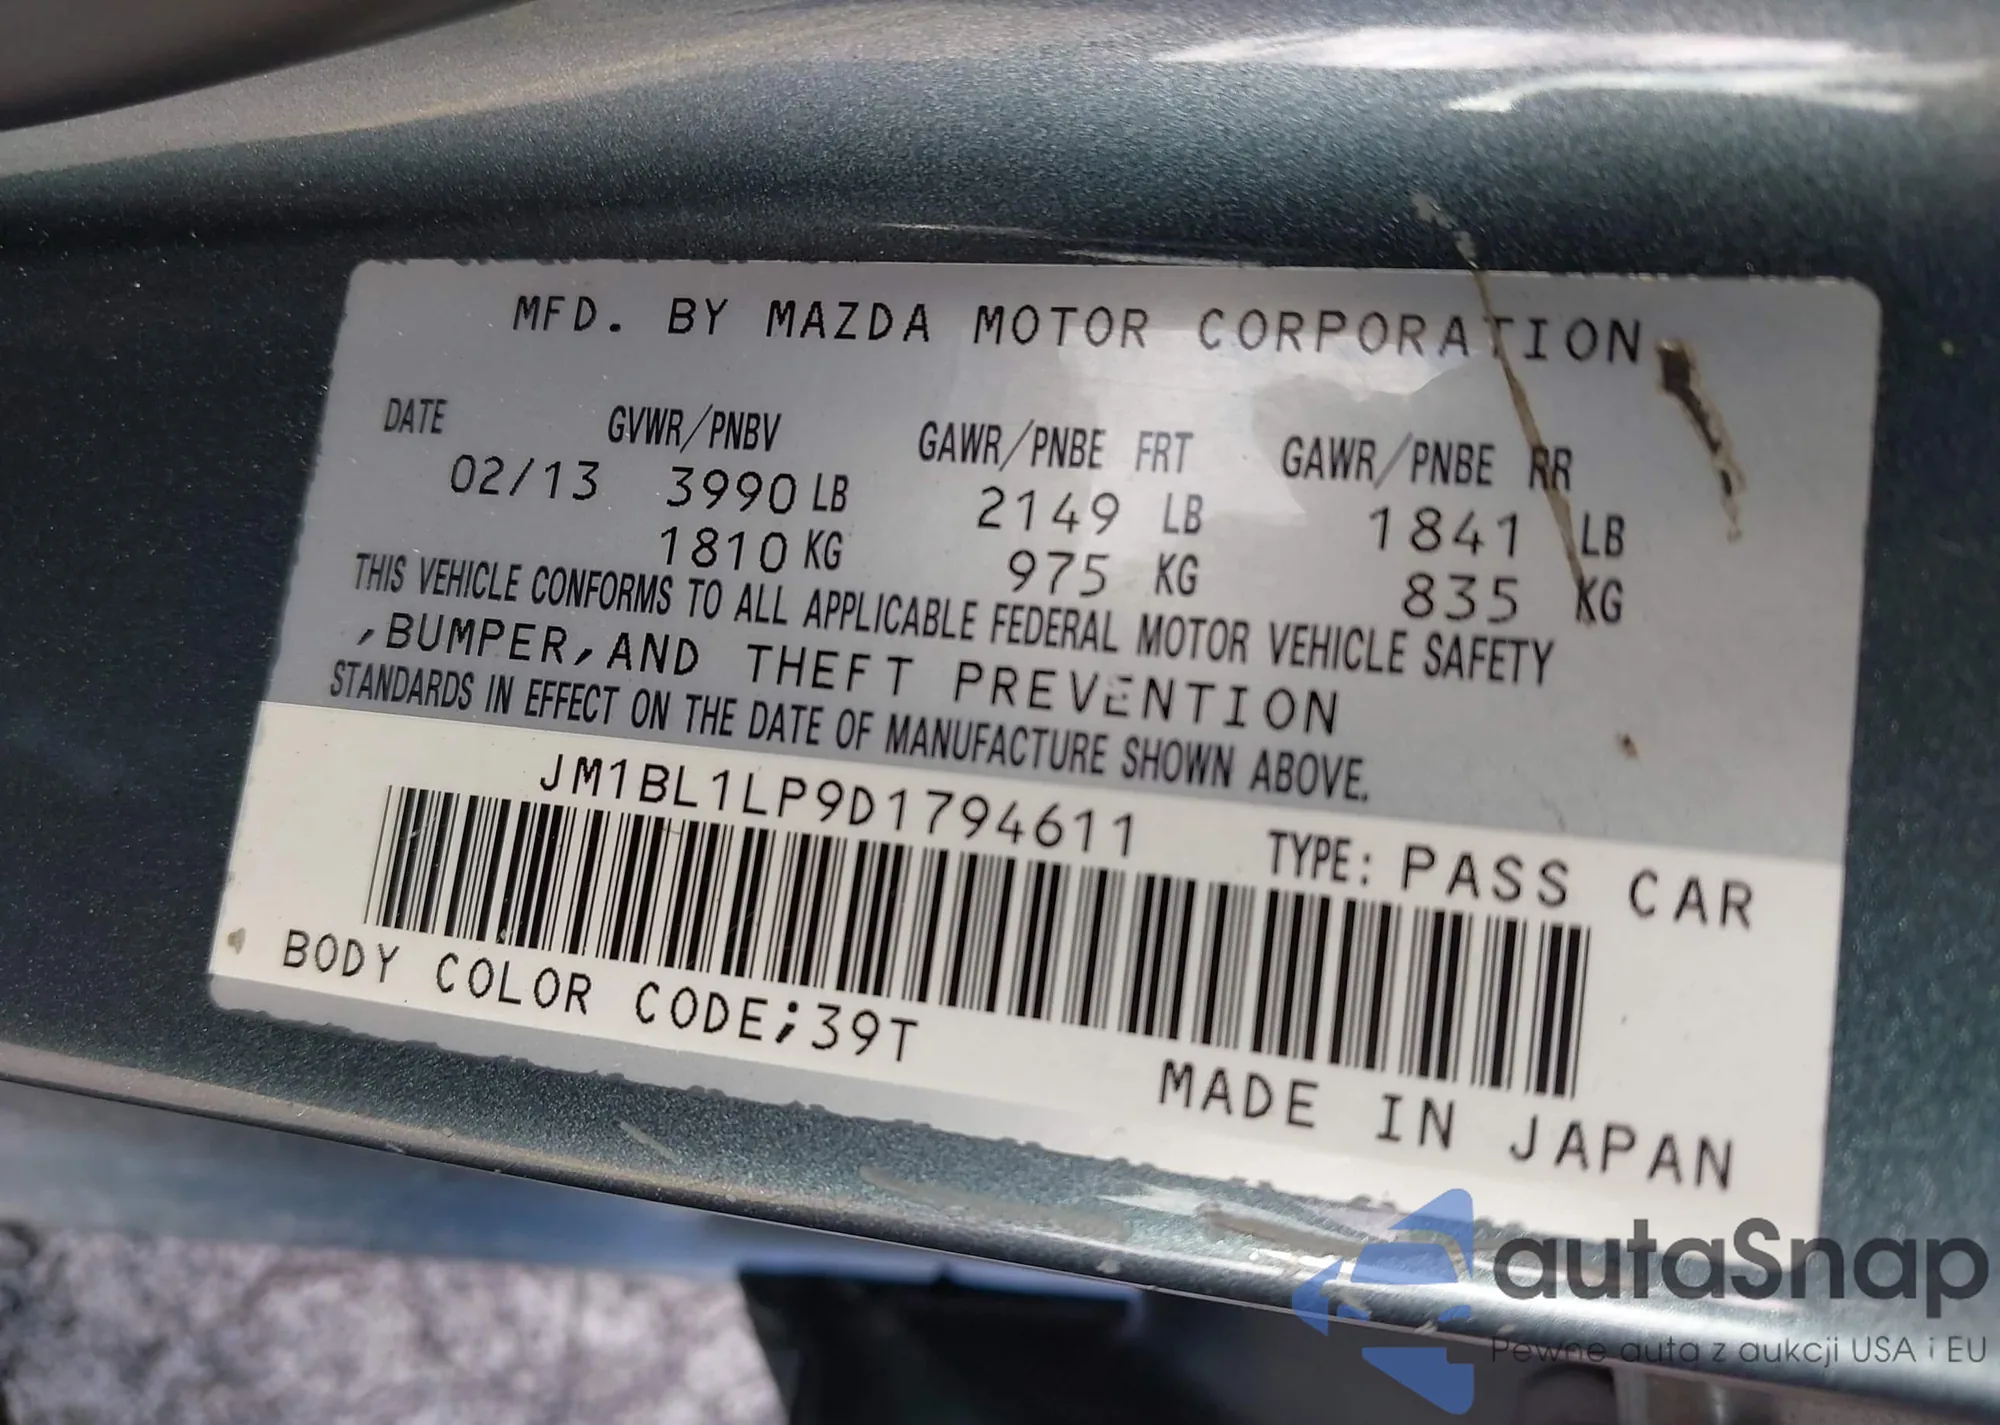 MFD. BY MAZDA MOTOR CORPORATION
DATE GVWR/PNBV GAWR/PNBE FRT GAWR/PNBE RR
02/13 3990 LB 2149 LB 1841 LB
1810 KG 975 KG 835 KG
THIS VEHICLE CONFORMS TO ALL APPLICABLE FEDERAL MOTOR VEHICLE SAFETY
,BUMPER,AND THEFT PREVENTION
STANDARDS IN EFFECT ON THE DATE OF MANUFACTURE SHOWN ABOVE.
JM1BL1LP9D1794611 TYPE: PASS CAR
BODY COLOR CODE;39T
MADE IN JAPAN
autaSnap
Pewne auta z aukcji USA i EU